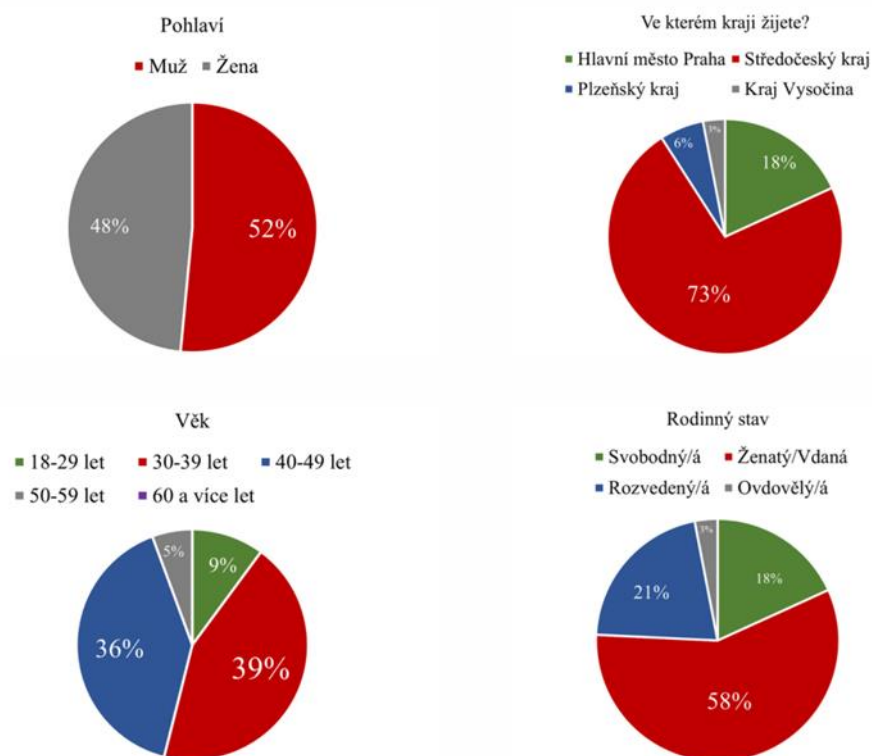 Pohlaví
Muž Žena
48%
52%
Ve kterém kraji žijete?
Hlavní město Praha Středočeský kraj
Plzeňský kraj Kraj Vysočina
6% 3% 18%
73%
Věk
18-29 let 30-39 let 40-49 let
50-59 let 60 a více let
5% 9%
36% 39%
Rodinný stav
Svobodný/á Ženatý/Vdaná
Rozvedený/á Ovdovělý/á
3%
21% 18%
58%